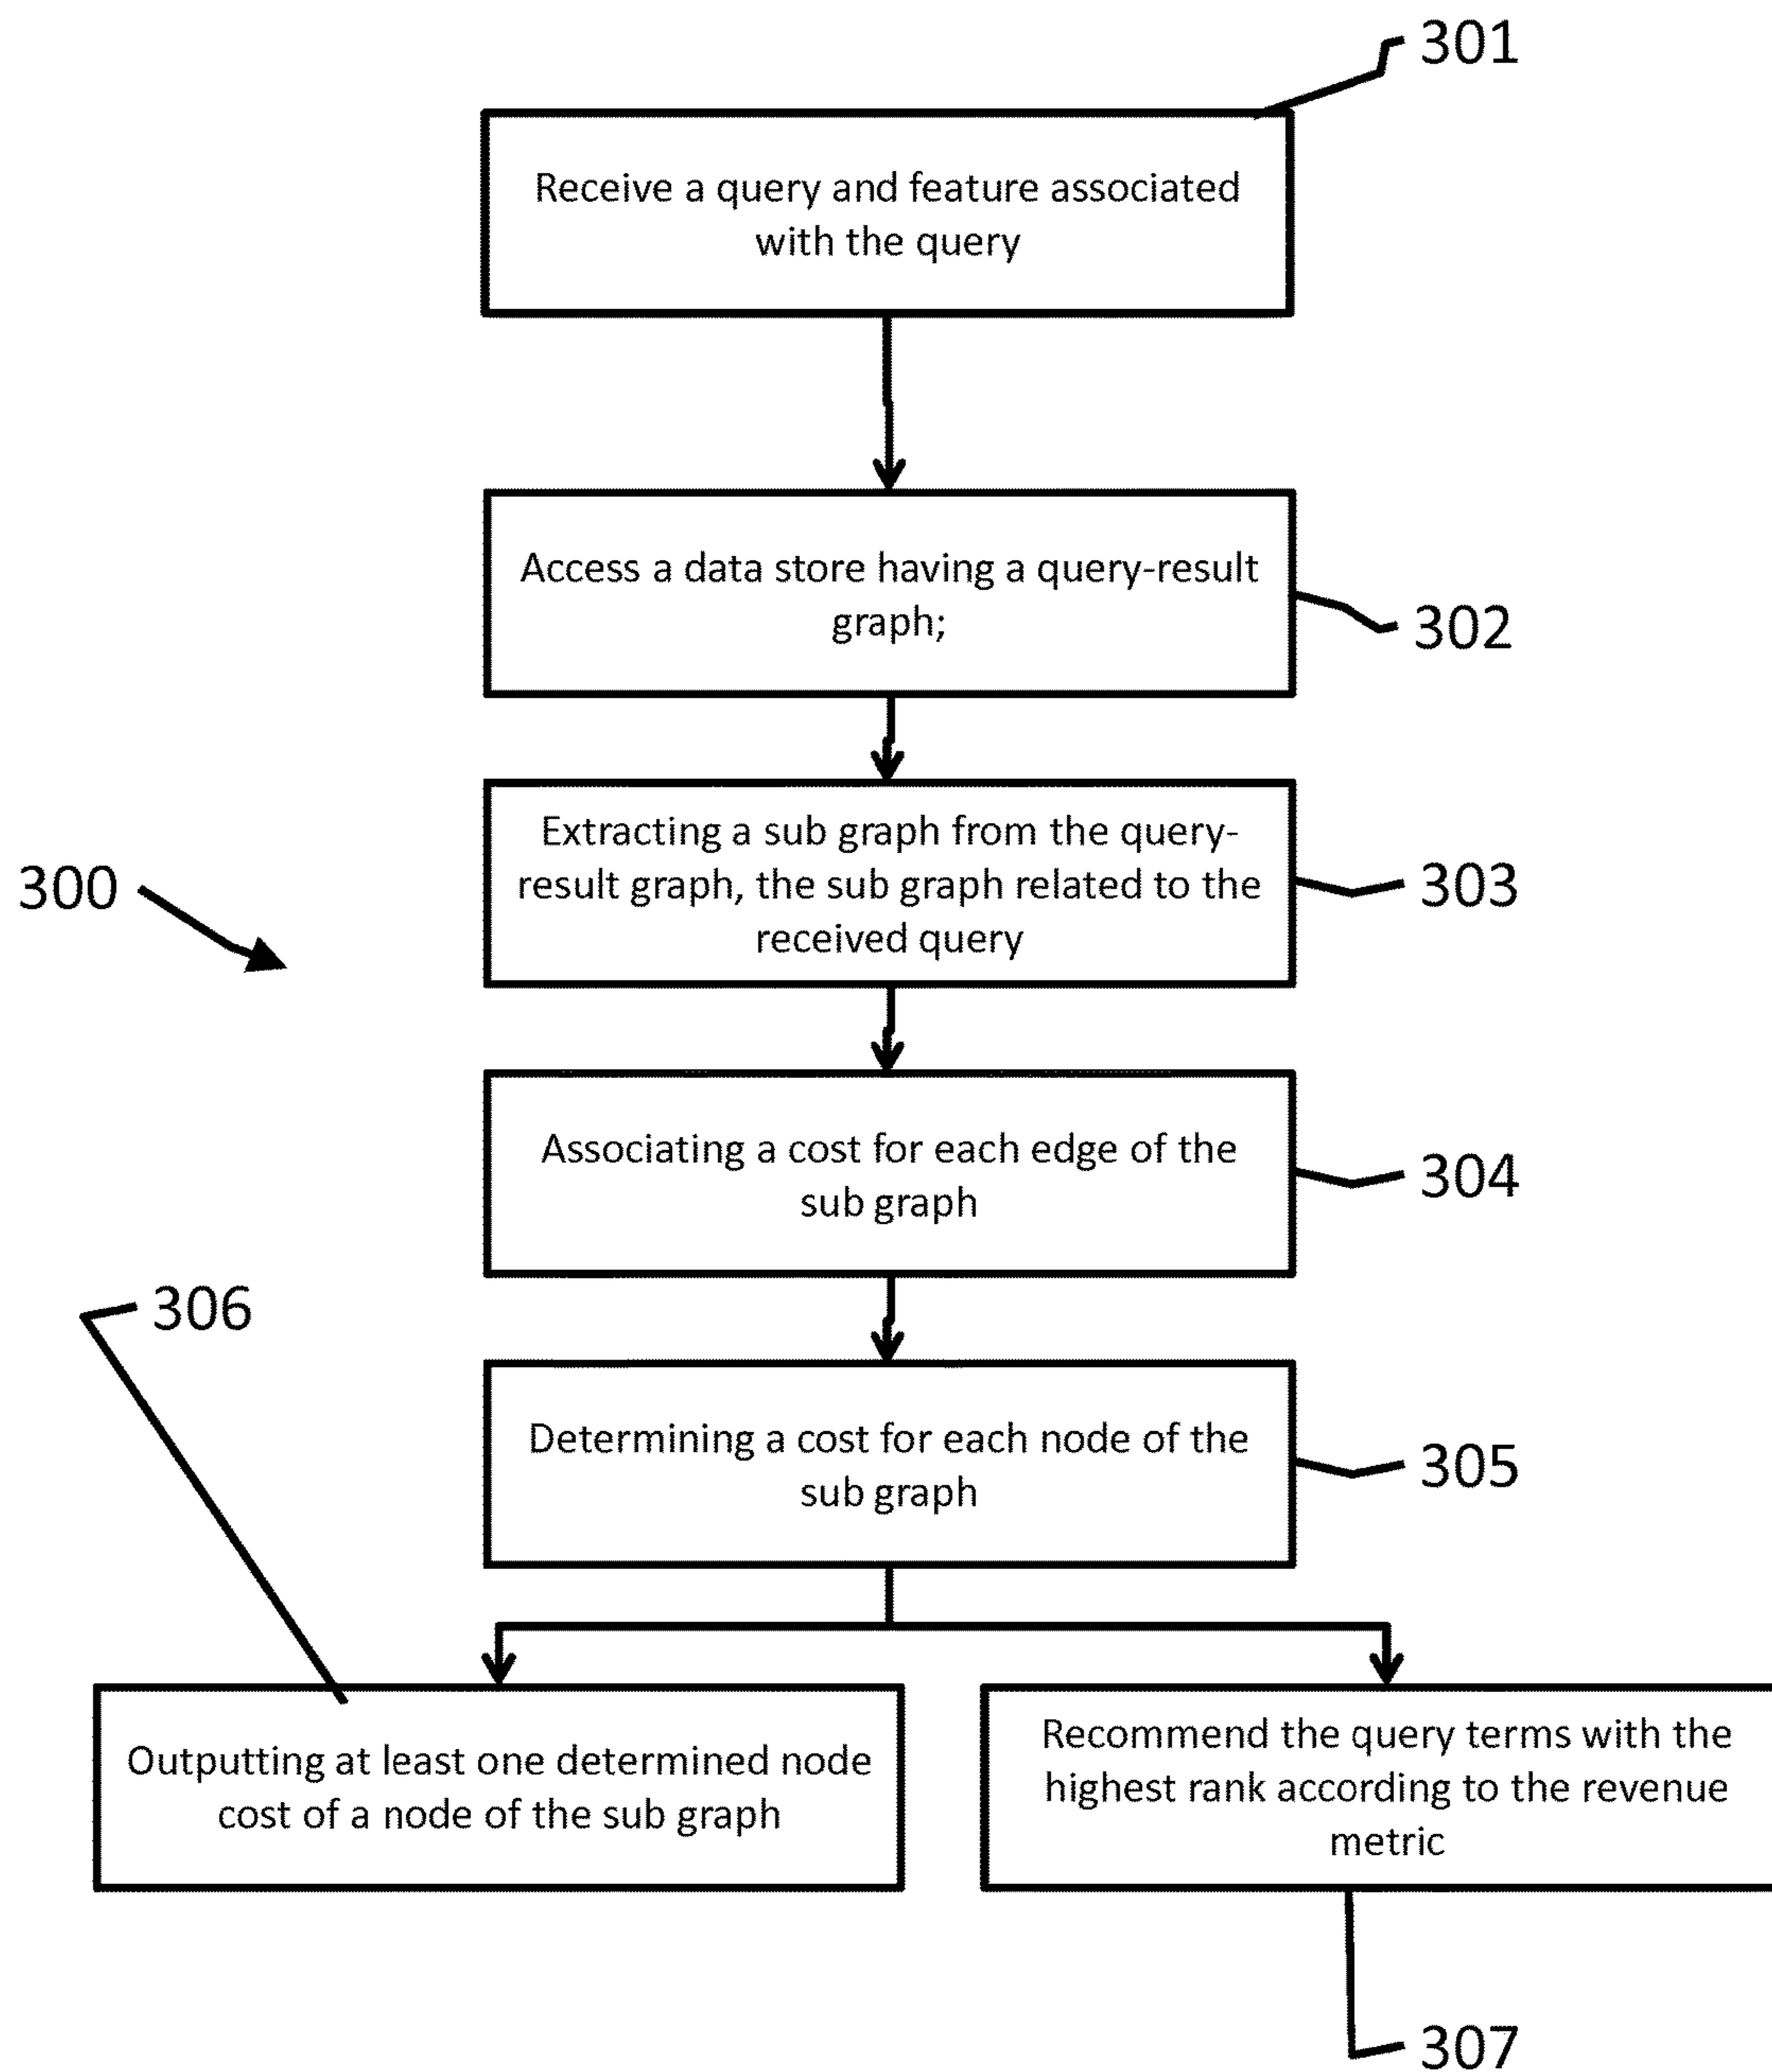 301
Receive a query and feature associated
with the query
Access a data store having a query-result
graph;
302
Extracting a sub graph from the query-
result graph, the sub graph related to the
received query
300
303
Associating a cost for each edge of the
sub graph
304
306
Determining a cost for each node of the
sub graph
305
Outputting at least one determined node
cost of a node of the sub graph
Recommend the query terms with the
highest rank according to the revenue
metric
307